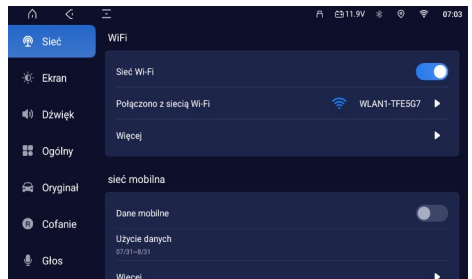 11.9V
07:03
Sieć
WiFi
Sieć Wi-Fi
Ekran
Połączono z siecią Wi-Fi WLAN1-TFE5G7
Dźwięk
Więcej
Ogólny
sieć mobilna
Oryginał
Dane mobilne
Cofanie
Użycie danych
07/31–8/31
Głos
Więcej